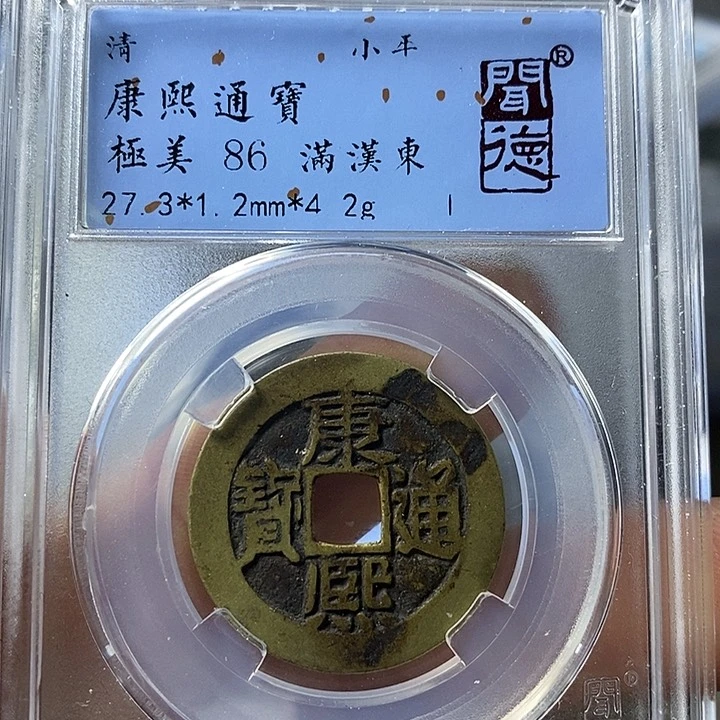 清 小平
康熙通寶
極美 86 滿漢東
27.3*1.2mm*4.2g
聞德®
康熙通寶
聞